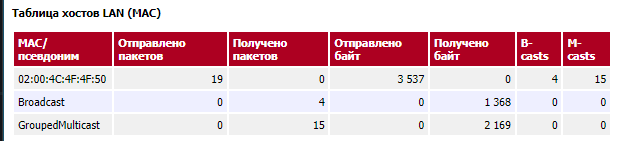 Таблица хостов LAN (MAC)
MAC/псевдоним Отправлено пакетов Получено пакетов Отправлено байт Получено байт B-casts M-casts
02:00:4C:4F:4F:50 19 0 3 537 0 4 15
Broadcast 0 4 0 1 368 0 0
GroupedMulticast 0 15 0 2 169 0 0